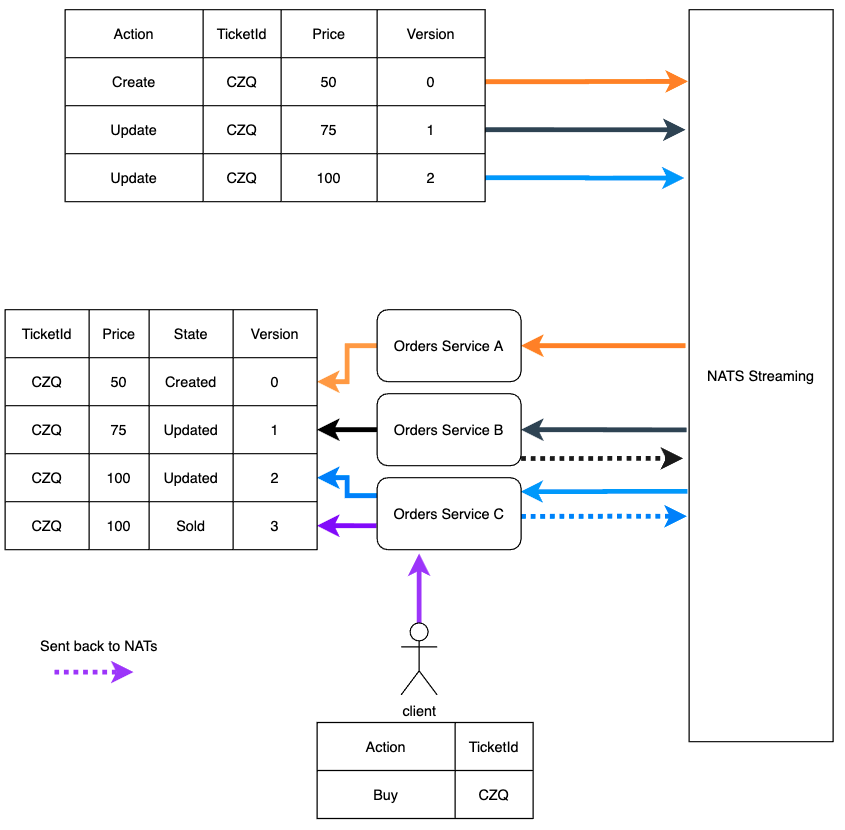 Action TicketId Price Version
Create CZQ 50 0
Update CZQ 75 1
Update CZQ 100 2
NATS Streaming
TicketId Price State Version
CZQ 50 Created 0
CZQ 75 Updated 1
CZQ 100 Updated 2
CZQ 100 Sold 3
Orders Service A
Orders Service B
Orders Service C
Sent back to NATs
client
Action TicketId
Buy CZQ